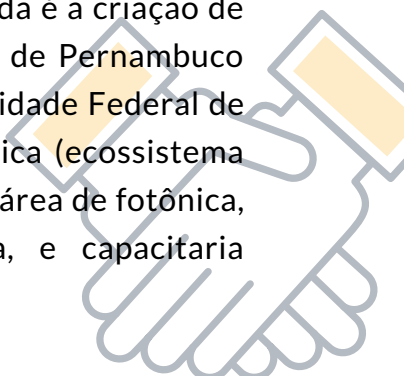 da é a criação de
de Pernambuco
idade Federal de
ica (ecossistema
área de fotônica,
a, e capacitaria